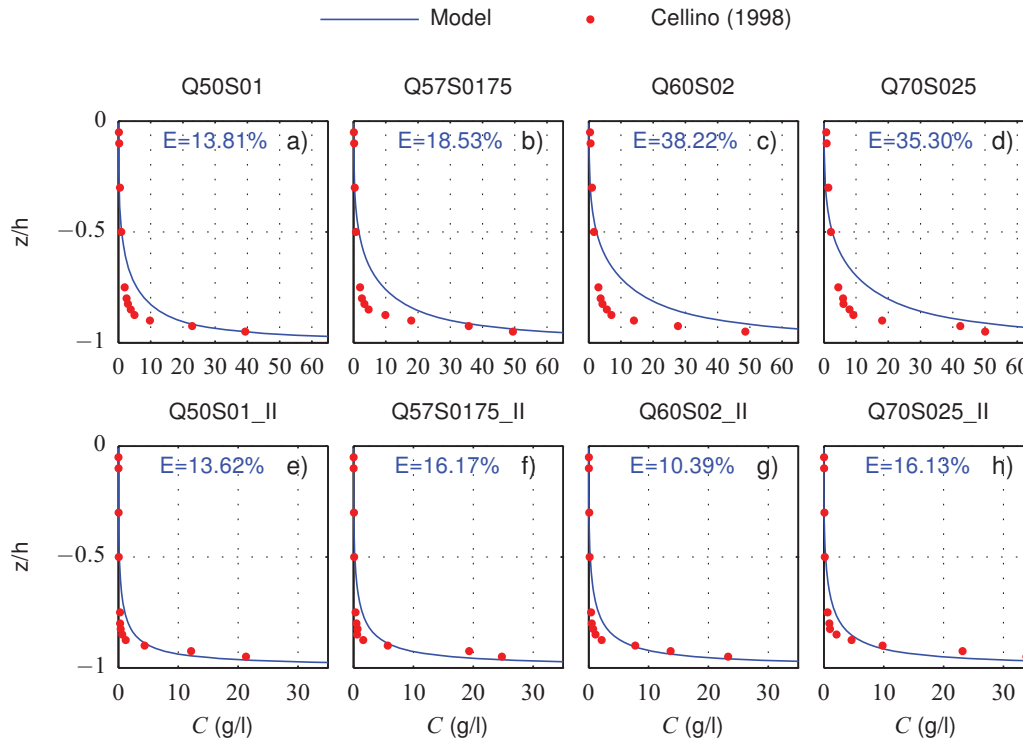 Model Cellino (1998)
Q50S01 Q57S0175 Q60S02 Q70S025
0
E=13.81% a) E=18.53% b) E=38.22% c) E=35.30% d)
z/h
−0.5
−1
0 10 20 30 40 50 60 0 10 20 30 40 50 60 0 10 20 30 40 50 60 0 10 20 30 40 50 60
Q50S01_II Q57S0175_II Q60S02_II Q70S025_II
0
E=13.62% e) E=16.17% f) E=10.39% g) E=16.13% h)
z/h
−0.5
−1
0 10 20 30 0 10 20 30 0 10 20 30 0 10 20 30
C (g/l) C (g/l) C (g/l) C (g/l)